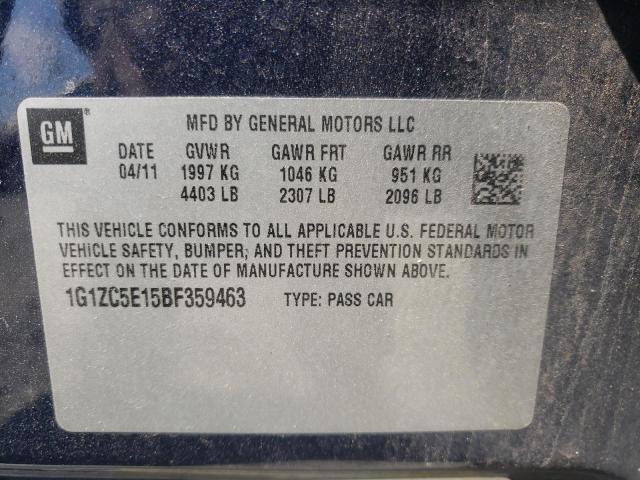 GM®
MFD BY GENERAL MOTORS LLC
DATE GVWR GAWR FRT GAWR RR
04/11 1997 KG 1046 KG 951 KG
4403 LB 2307 LB 2096 LB
THIS VEHICLE CONFORMS TO ALL APPLICABLE U.S. FEDERAL MOTOR
VEHICLE SAFETY, BUMPER, AND THEFT PREVENTION STANDARDS IN
EFFECT ON THE DATE OF MANUFACTURE SHOWN ABOVE.
1G1ZC5E15BF359463 TYPE: PASS CAR